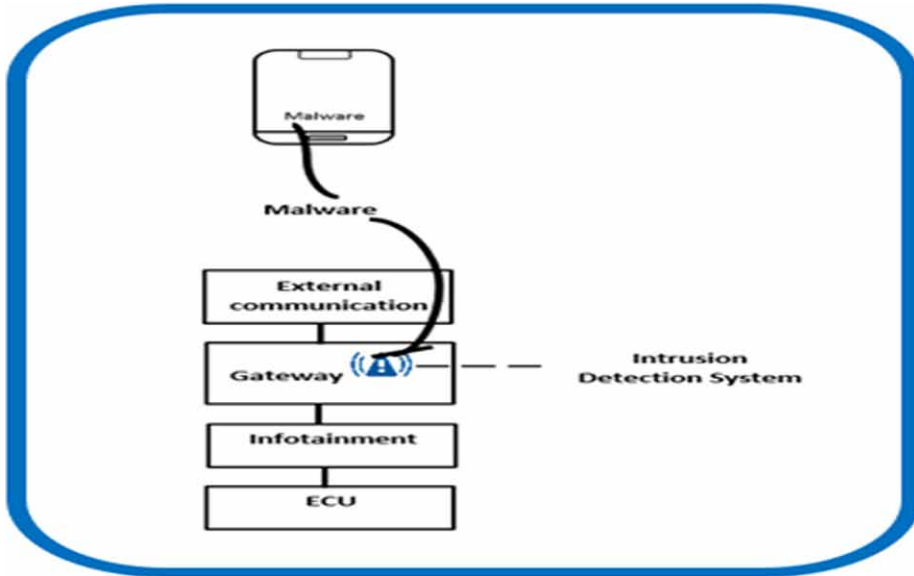 Malware
Malware
External
communication
Gateway
Intrusion
Detection System
Infotainment
ECU